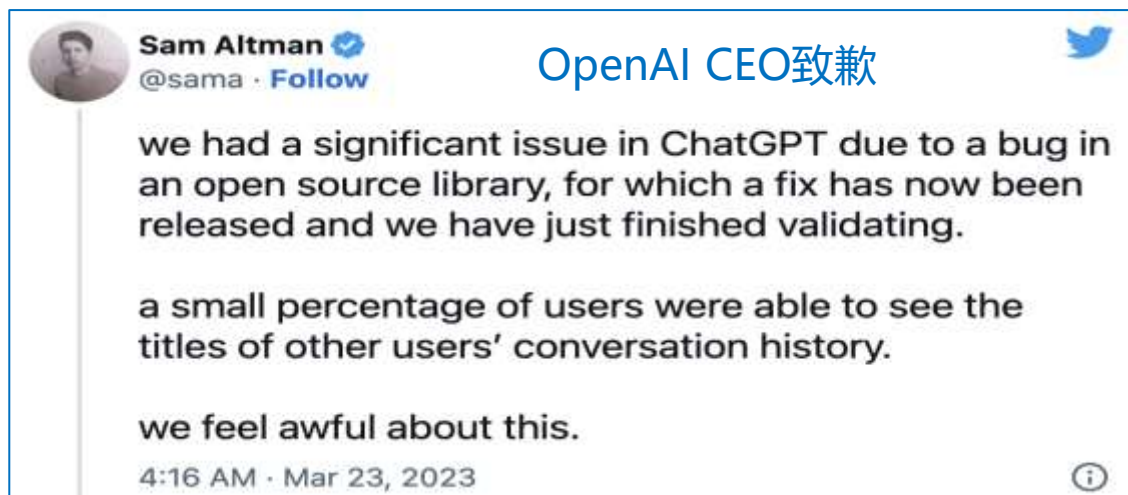 Sam Altman
OpenAI CEO致歉
@sama · Follow
we had a significant issue in ChatGPT due to a bug in
an open source library, for which a fix has now been
released and we have just finished validating.
a small percentage of users were able to see the
titles of other users’ conversation history.
we feel awful about this.
4:16 AM · Mar 23, 2023